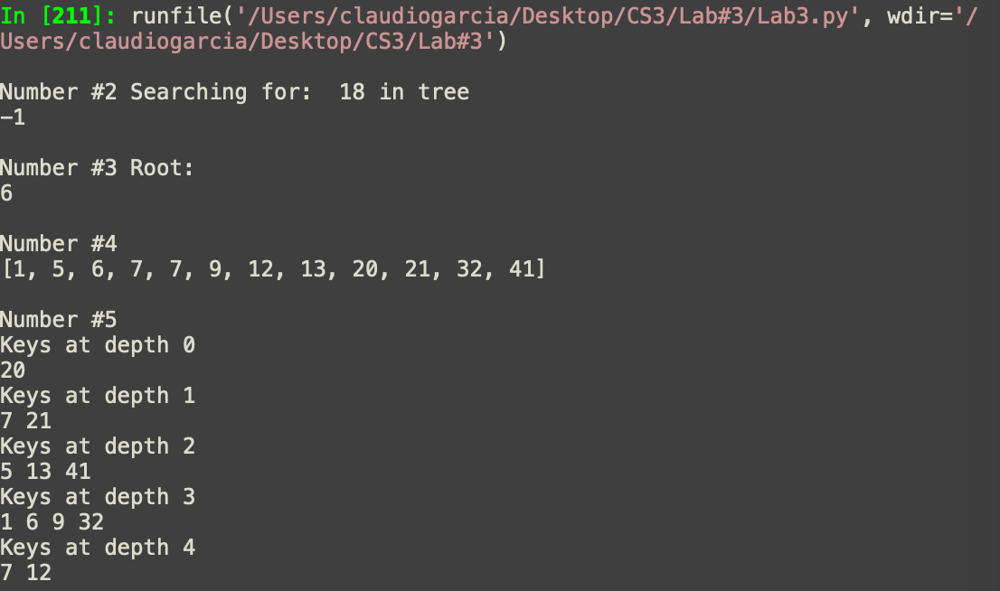 In [211]: runfile('/Users/claudiogarcia/Desktop/CS3/Lab#3/Lab3.py', wdir='/
Users/claudiogarcia/Desktop/CS3/Lab#3')
Number #2 Searching for:  18 in tree
-1
Number #3 Root:
6
Number #4
[1, 5, 6, 7, 7, 9, 12, 13, 20, 21, 32, 41]
Number #5
Keys at depth 0
20
Keys at depth 1
7 21
Keys at depth 2
5 13 41
Keys at depth 3
1 6 9 32
Keys at depth 4
7 12